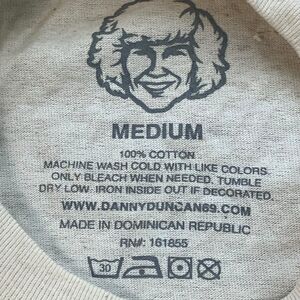 MEDIUM
100% COTTON
MACHINE WASH COLD WITH LIKE COLORS
ONLY BLEACH WHEN NEEDED. TUMBLE
DRY LOW. IRON INSIDE OUT IF DECORATED.
WWW.DANNYDUNCAN69.COM
MADE IN DOMINICAN REPUBLIC
RN#: 161855
30